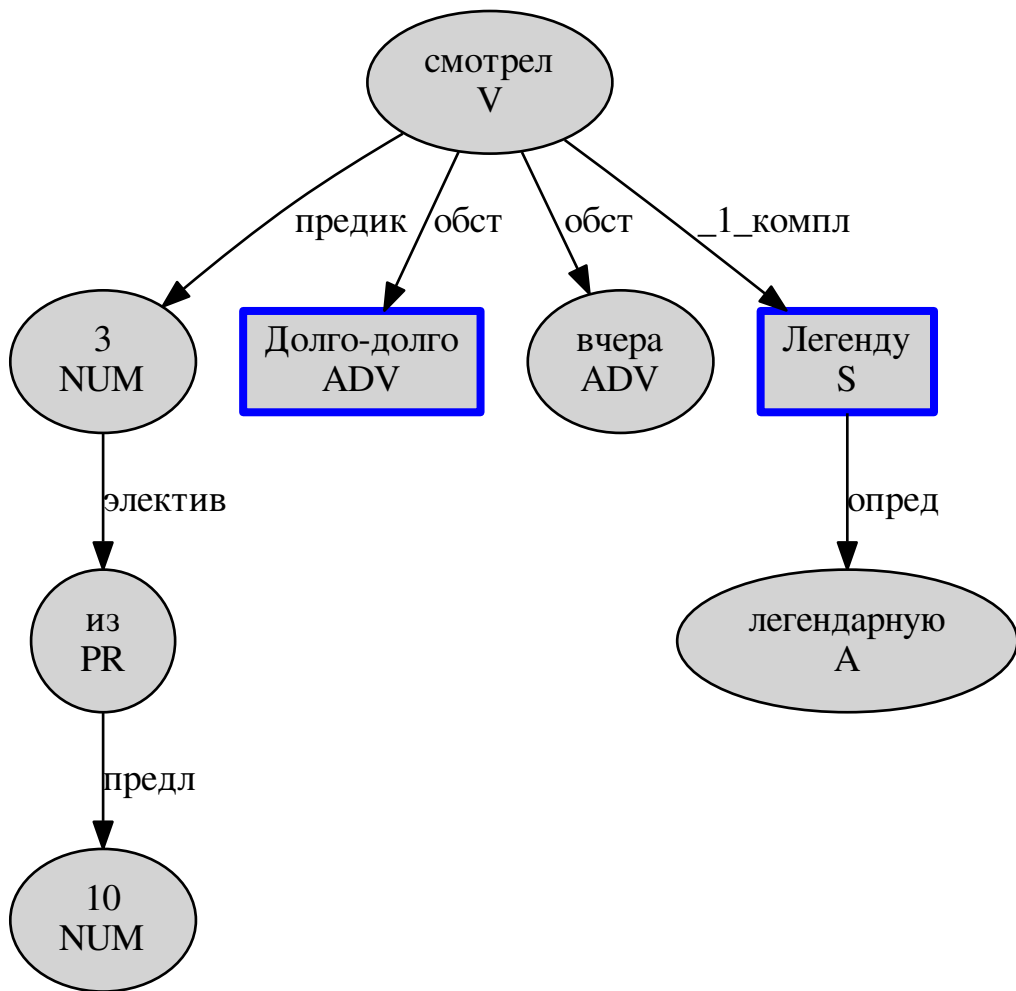 смотрел
V
предик
обст
обст
_1_компл
3
NUM
Долго-долго
ADV
вчера
ADV
Легенду
S
электив
опред
из
PR
легендарную
A
предл
10
NUM